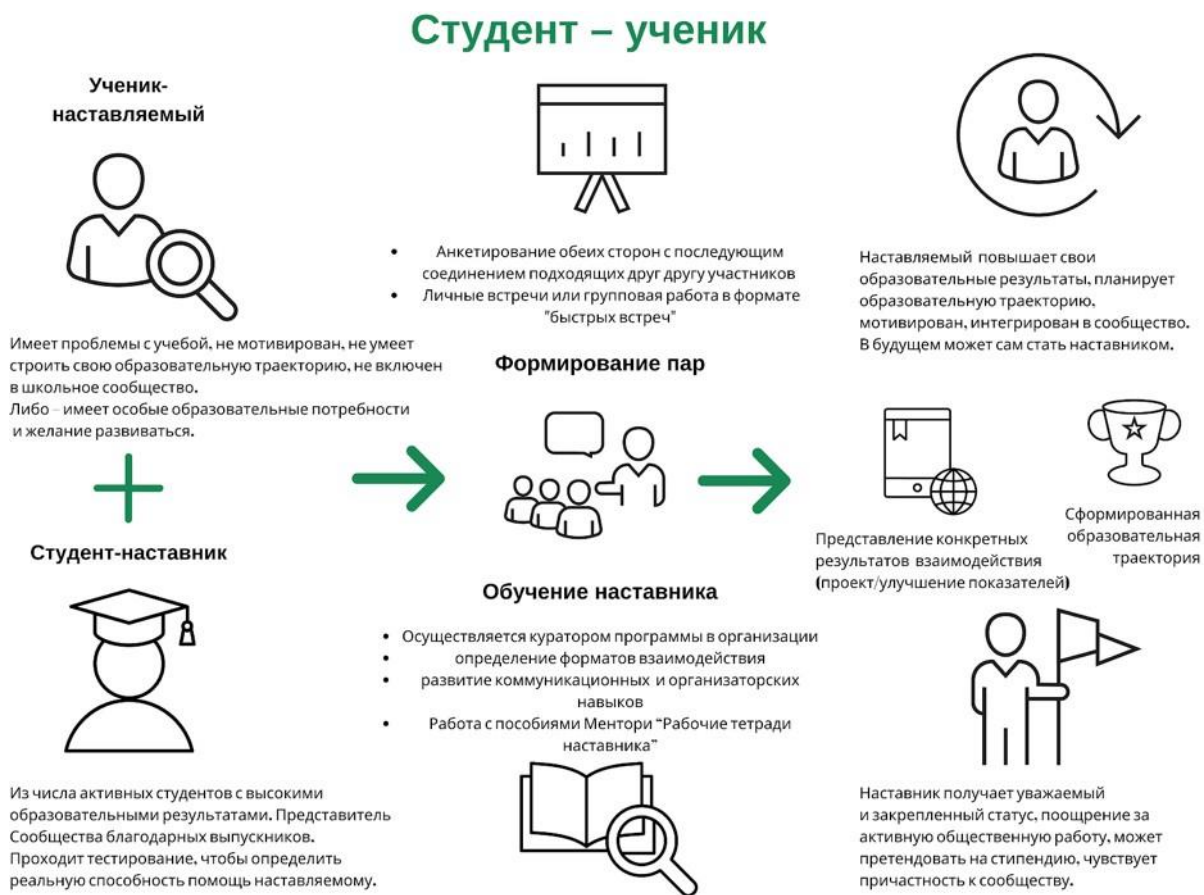 Студент – ученик
Ученик-
наставляемый
Имеет проблемы с учебой, не мотивирован, не умеет
строить свою образовательную траекторию, не включен
в школьное сообщество.
Либо – имеет особые образовательные потребности
и желание развиваться.
Студент-наставник
Из числа активных студентов с высокими
образовательными результатами. Представитель
Сообщества благодарных выпускников.
Проходит тестирование, чтобы определить
реальную способность помощь наставляемому.
• Анкетирование обеих сторон с последующим
соединением подходящих друг другу участников
• Личные встречи или групповая работа в формате
"быстрых встреч"
Формирование пар
Обучение наставника
• Осуществляется куратором программы в организации
• определение форматов взаимодействия
• развитие коммуникационных и организаторских
навыков
• Работа с пособиями Ментори “Рабочие тетради
наставника”
Наставляемый повышает свои
образовательные результаты, планирует
образовательную траекторию,
мотивирован, интегрирован в сообщество.
В будущем может сам стать наставником.
Представление конкретных
результатов взаимодействия
(проект/улучшение показателей)
Сформированная
образовательная
траектория
Наставник получает уважаемый
и закрепленный статус, поощрение за
активную общественную работу, может
претендовать на стипендию, чувствует
причастность к сообществу.